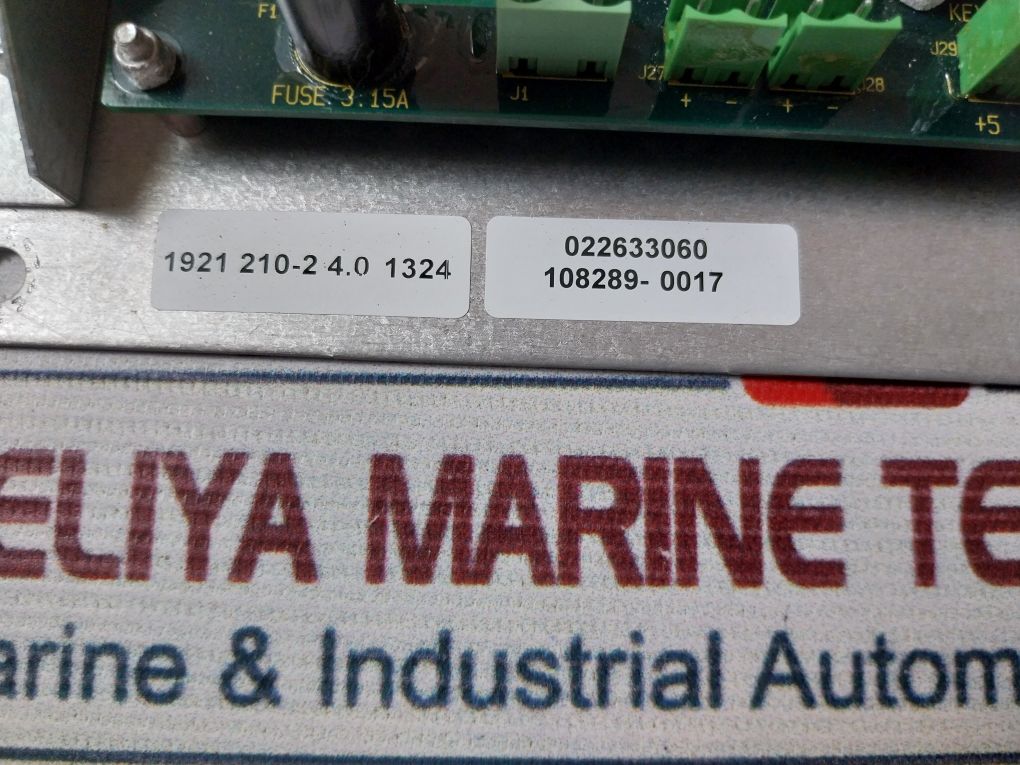 F1
KEY
FUSE 3.15A
J1
J27
J28
J29
+ -
+ -
+5
1921 210-2 4.0 1324
022633060
108289- 0017
ELIYA MARINE TE
arine & Industrial Autom